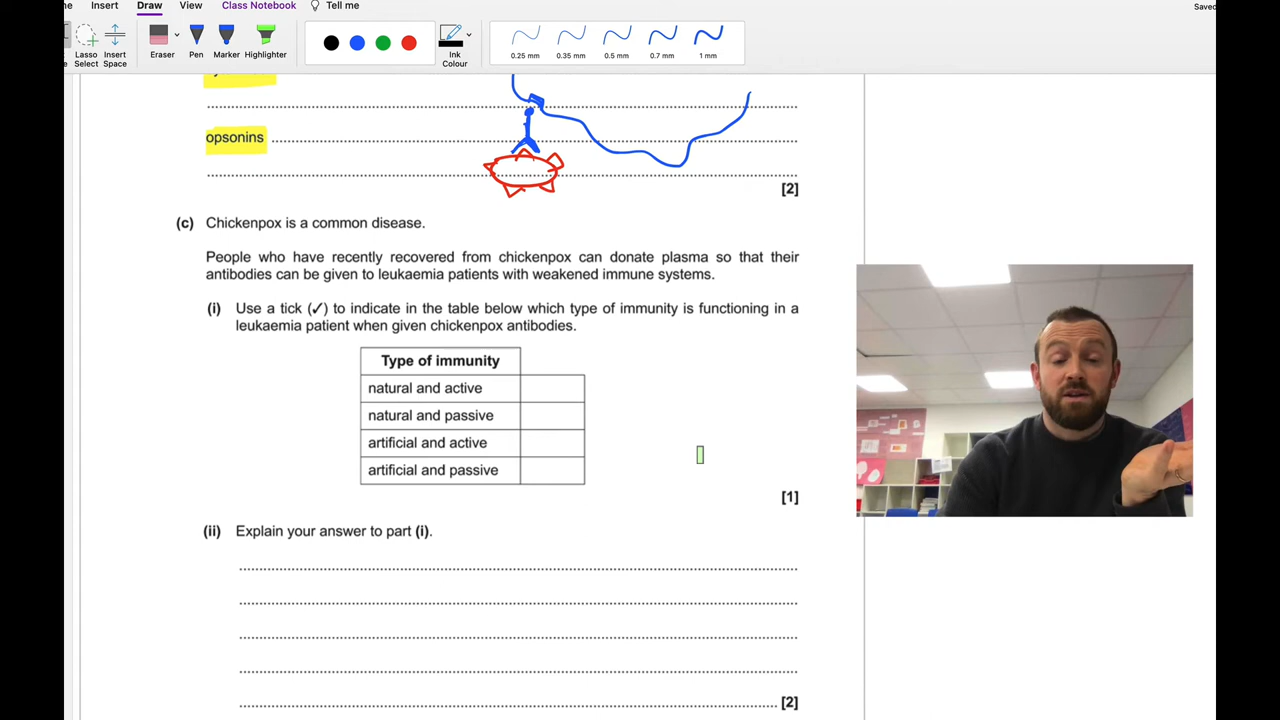 Insert Draw View Class Notebook Tell me
Saved
Lasso Select
Insert Space
Eraser
Pen
Marker
Highlighter
Ink Colour
0.25 mm
0.35 mm
0.5 mm
0.7 mm
1 mm
opsonins
[2]
(c) Chickenpox is a common disease.
People who have recently recovered from chickenpox can donate plasma so that their
antibodies can be given to leukaemia patients with weakened immune systems.
(i) Use a tick (✓) to indicate in the table below which type of immunity is functioning in a
leukaemia patient when given chickenpox antibodies.
Type of immunity
natural and active
natural and passive
artificial and active
artificial and passive
[1]
(ii) Explain your answer to part (i).
[2]